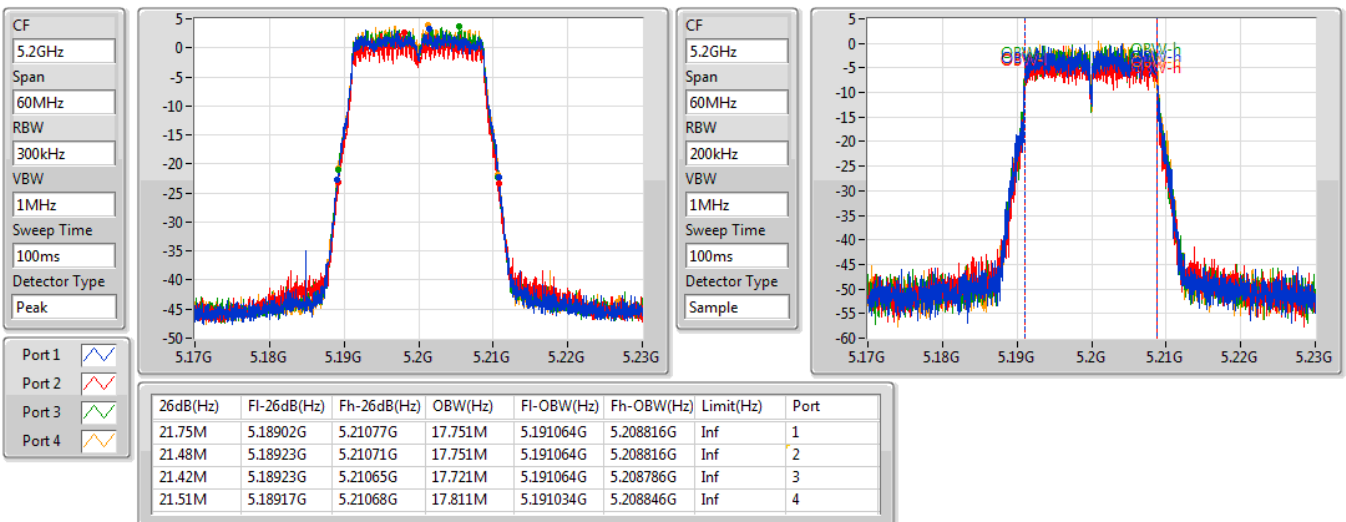 CF
5.2GHz
Span
60MHz
RBW
300kHz
VBW
1MHz
Sweep Time
100ms
Detector Type
Peak
5
0
-5
-10
-15
-20
-25
-30
-35
-40
-45
-50
5.17G 5.18G 5.19G 5.2G 5.21G 5.22G 5.23G
CF
5.2GHz
Span
60MHz
RBW
200kHz
VBW
1MHz
Sweep Time
100ms
Detector Type
Sample
5
0
-5
-10
-15
-20
-25
-30
-35
-40
-45
-50
-55
-60
OBW-h
OBW-h
5.17G 5.18G 5.19G 5.2G 5.21G 5.22G 5.23G
Port 1
Port 2
Port 3
Port 4
26dB(Hz) Fl-26dB(Hz) Fh-26dB(Hz) OBW(Hz) Fl-OBW(Hz) Fh-OBW(Hz) Limit(Hz) Port
21.75M 5.18902G 5.21077G 17.751M 5.191064G 5.208816G Inf 1
21.48M 5.18923G 5.21071G 17.751M 5.191064G 5.208816G Inf 2
21.42M 5.18923G 5.21065G 17.721M 5.191064G 5.208786G Inf 3
21.51M 5.18917G 5.21068G 17.811M 5.191034G 5.208846G Inf 4